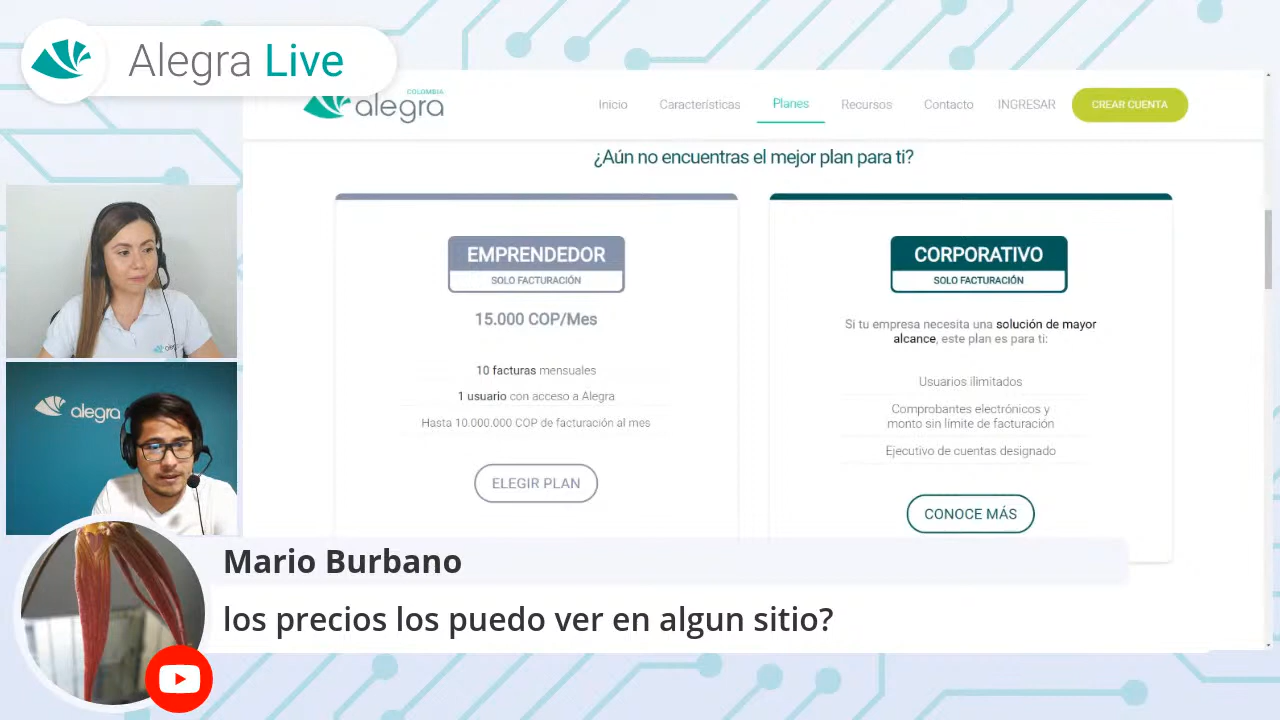 Alegra Live
COLOMBIA
alegra
Inicio
Características
Planes
Recursos
Contacto
INGRESAR
CREAR CUENTA
¿Aún no encuentras el mejor plan para ti?
EMPRENDEDOR
SOLO FACTURACIÓN
15.000 COP/Mes
10 facturas mensuales
1 usuario con acceso a Alegra
Hasta 10.000.000 COP de facturación al mes
ELEGIR PLAN
CORPORATIVO
SOLO FACTURACIÓN
Si tu empresa necesita una solución de mayor
alcance, este plan es para ti:
Usuarios ilimitados
Comprobantes electrónicos y
monto sin límite de facturación
Ejecutivo de cuentas designado
CONOCE MÁS
alegra
Mario Burbano
los precios los puedo ver en algun sitio?